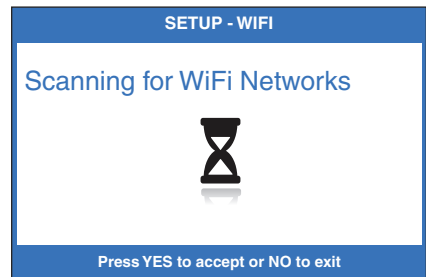 SETUP - WIFI
Scanning for WiFi Networks
Press YES to accept or NO to exit